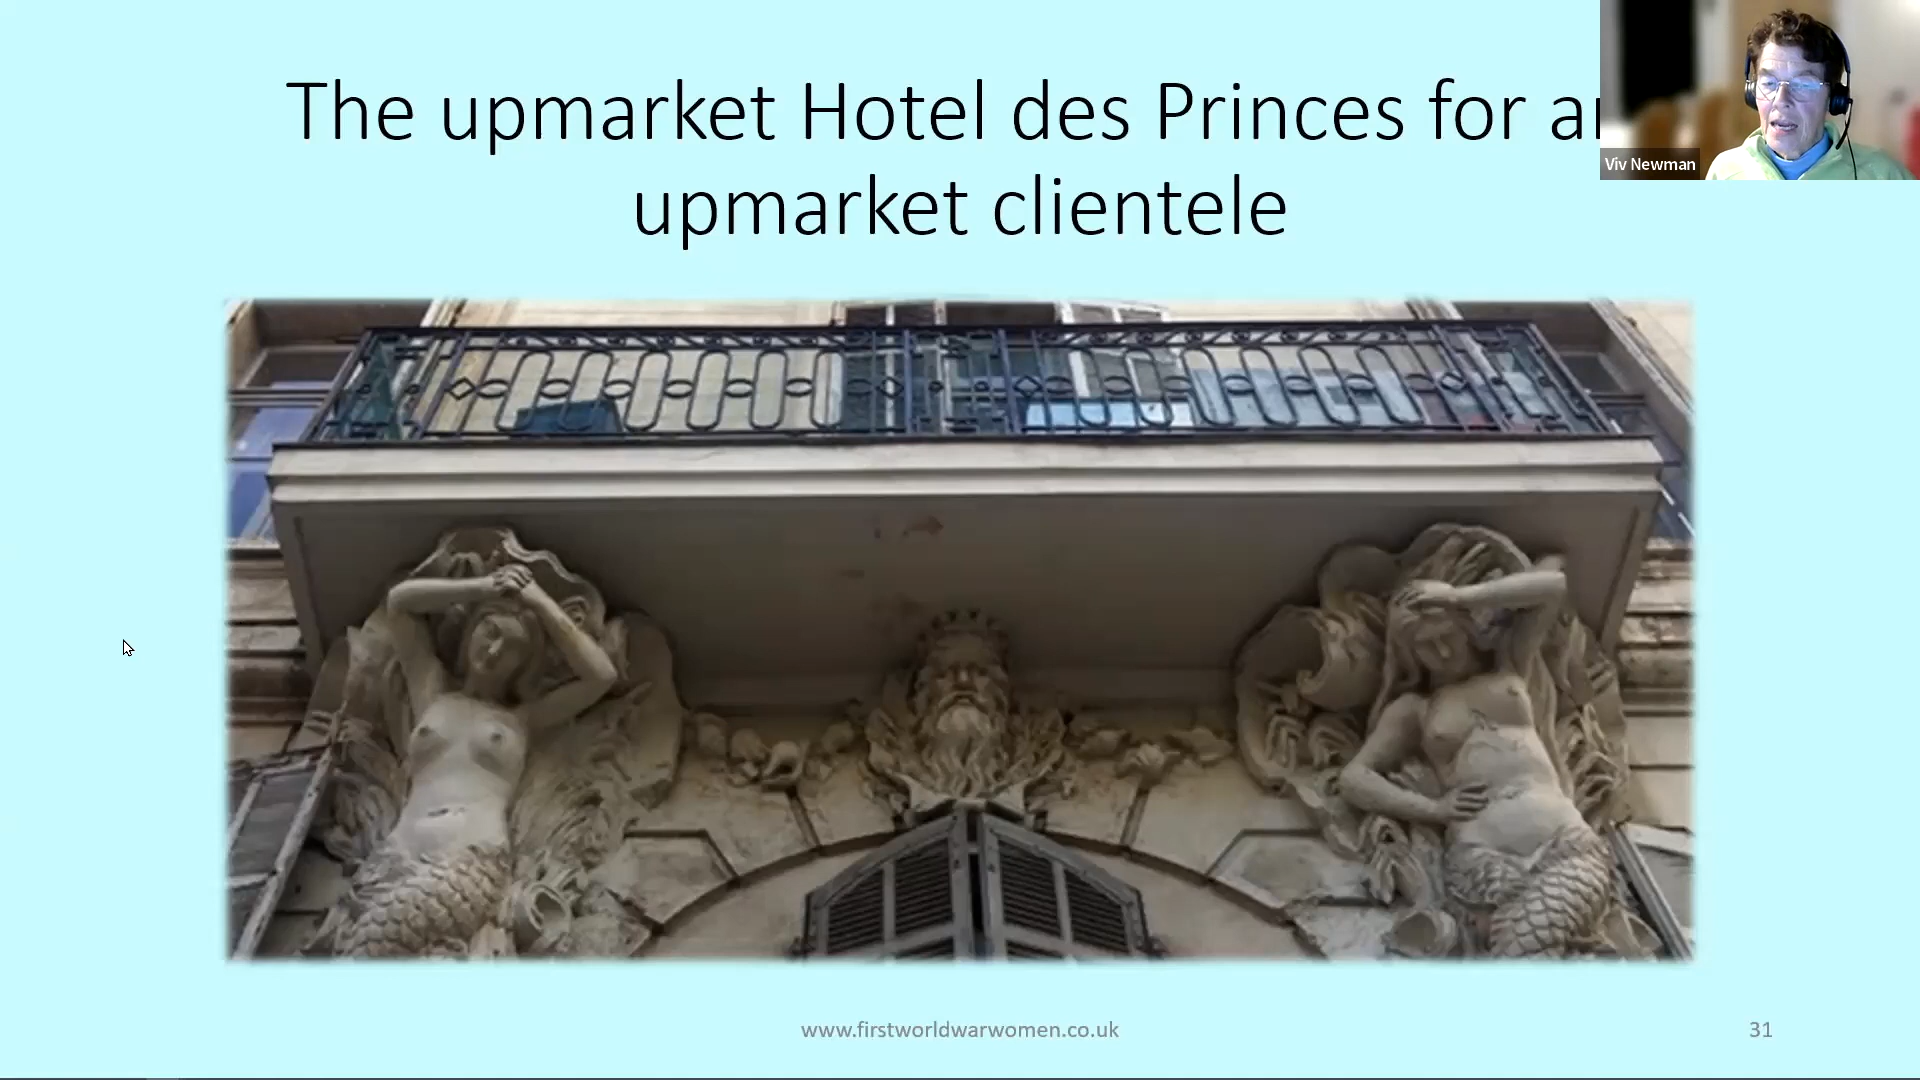 The upmarket Hotel des Princes for
upmarket clientele
Viv Newman
www.firstworldwarwomen.co.uk
31